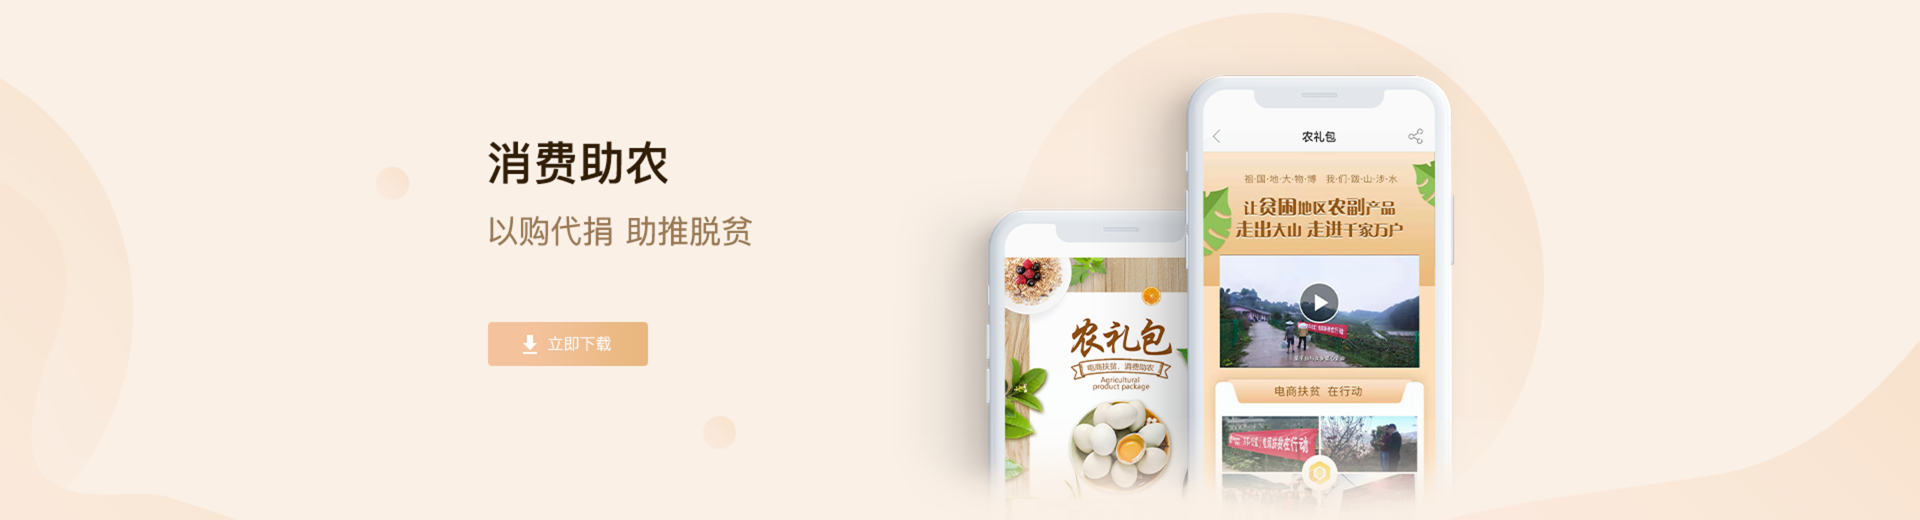 消费助农
以购代捐 助推脱贫
立即下载
农礼包
电商扶贫，消费助农
Agricultural
product package
农礼包
祖·国·地·大·物·博 我·们·跋·山·涉·水
让贫困地区农副产品
走出大山 走进千家万户
电商扶贫 在行动